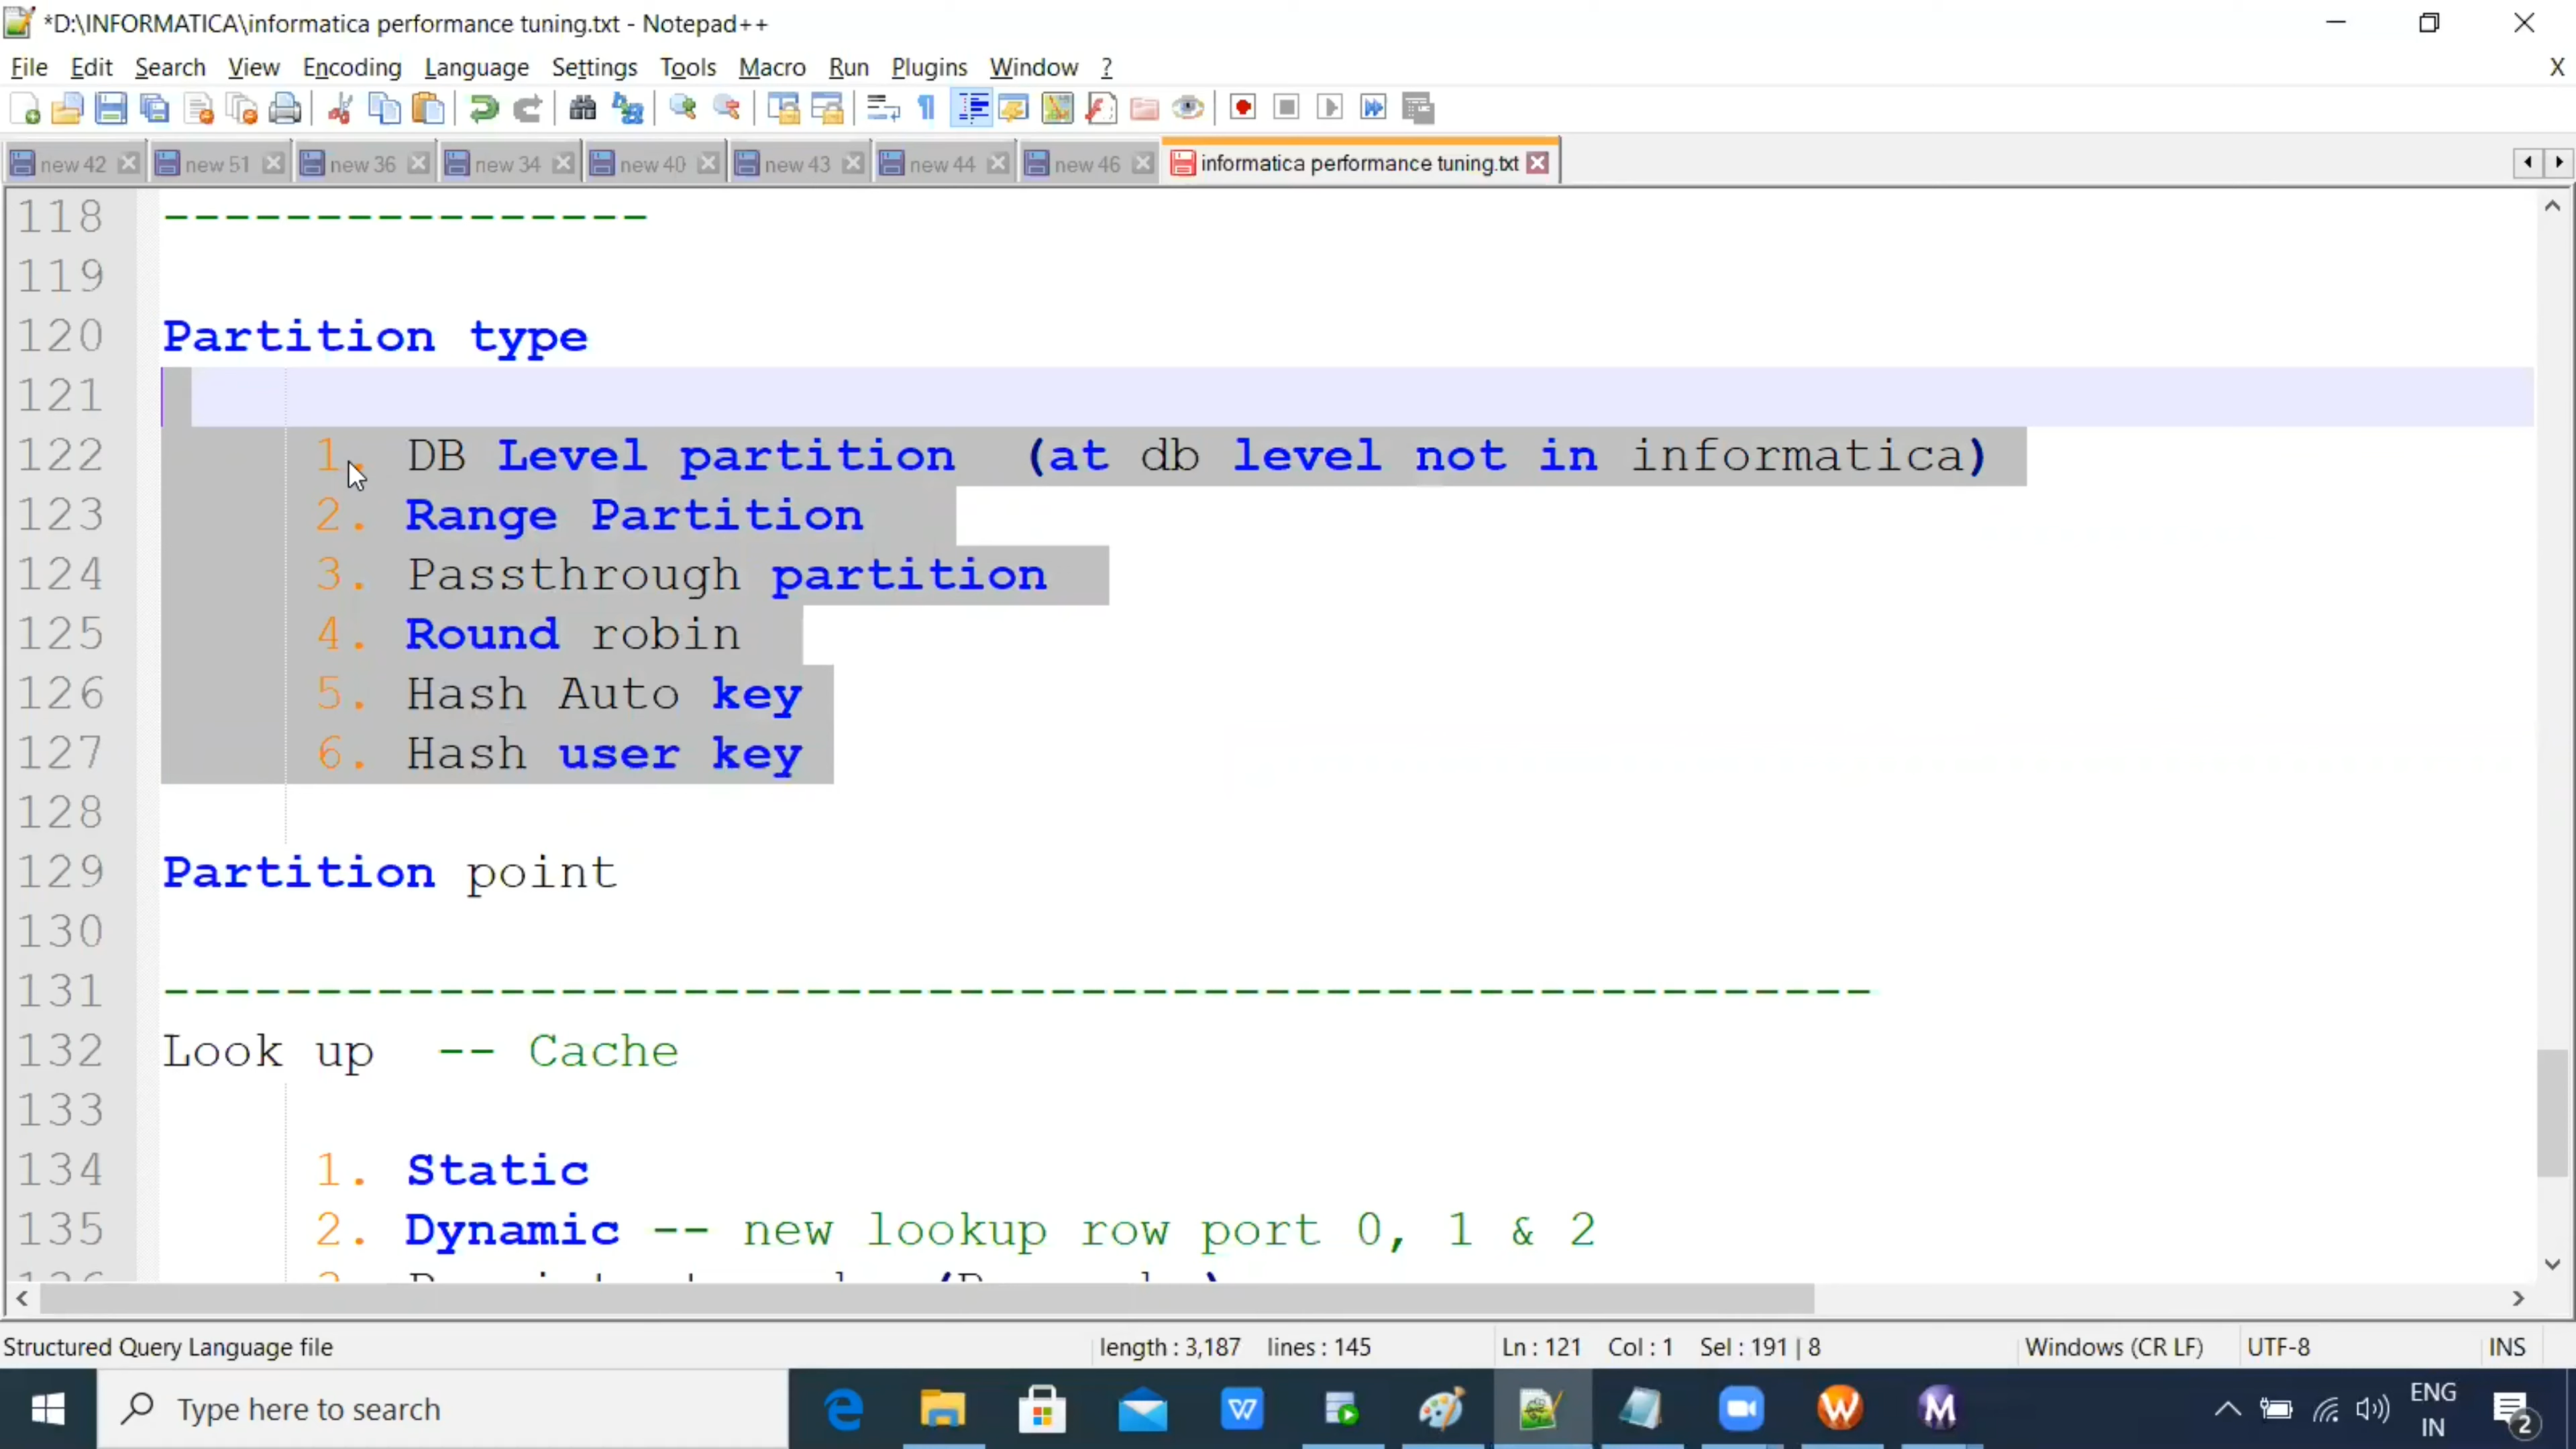 *D:\INFORMATICA\informatica performance tuning.txt - Notepad++
File Edit Search View Encoding Language Settings Tools Macro Run Plugins Window ? X
new 42 new 51 new 36 new 34 new 40 new 43 new 44 new 46 informatica performance tuning.txt
118 ----------------
119
120 Partition type
121
122 1. DB Level partition (at db level not in informatica)
123 2. Range Partition
124 3. Passthrough partition
125 4. Round robin
126 5. Hash Auto key
127 6. Hash user key
128
129 Partition point
130
131 --------------------------------------------------------
132 Look up -- Cache
133
134 1. Static
135 2. Dynamic -- new lookup row port 0, 1 & 2
Structured Query Language file length : 3,187 lines : 145 Ln : 121 Col : 1 Sel : 191 | 8 Windows (CR LF) UTF-8 INS
Type here to search
ENG
IN
2